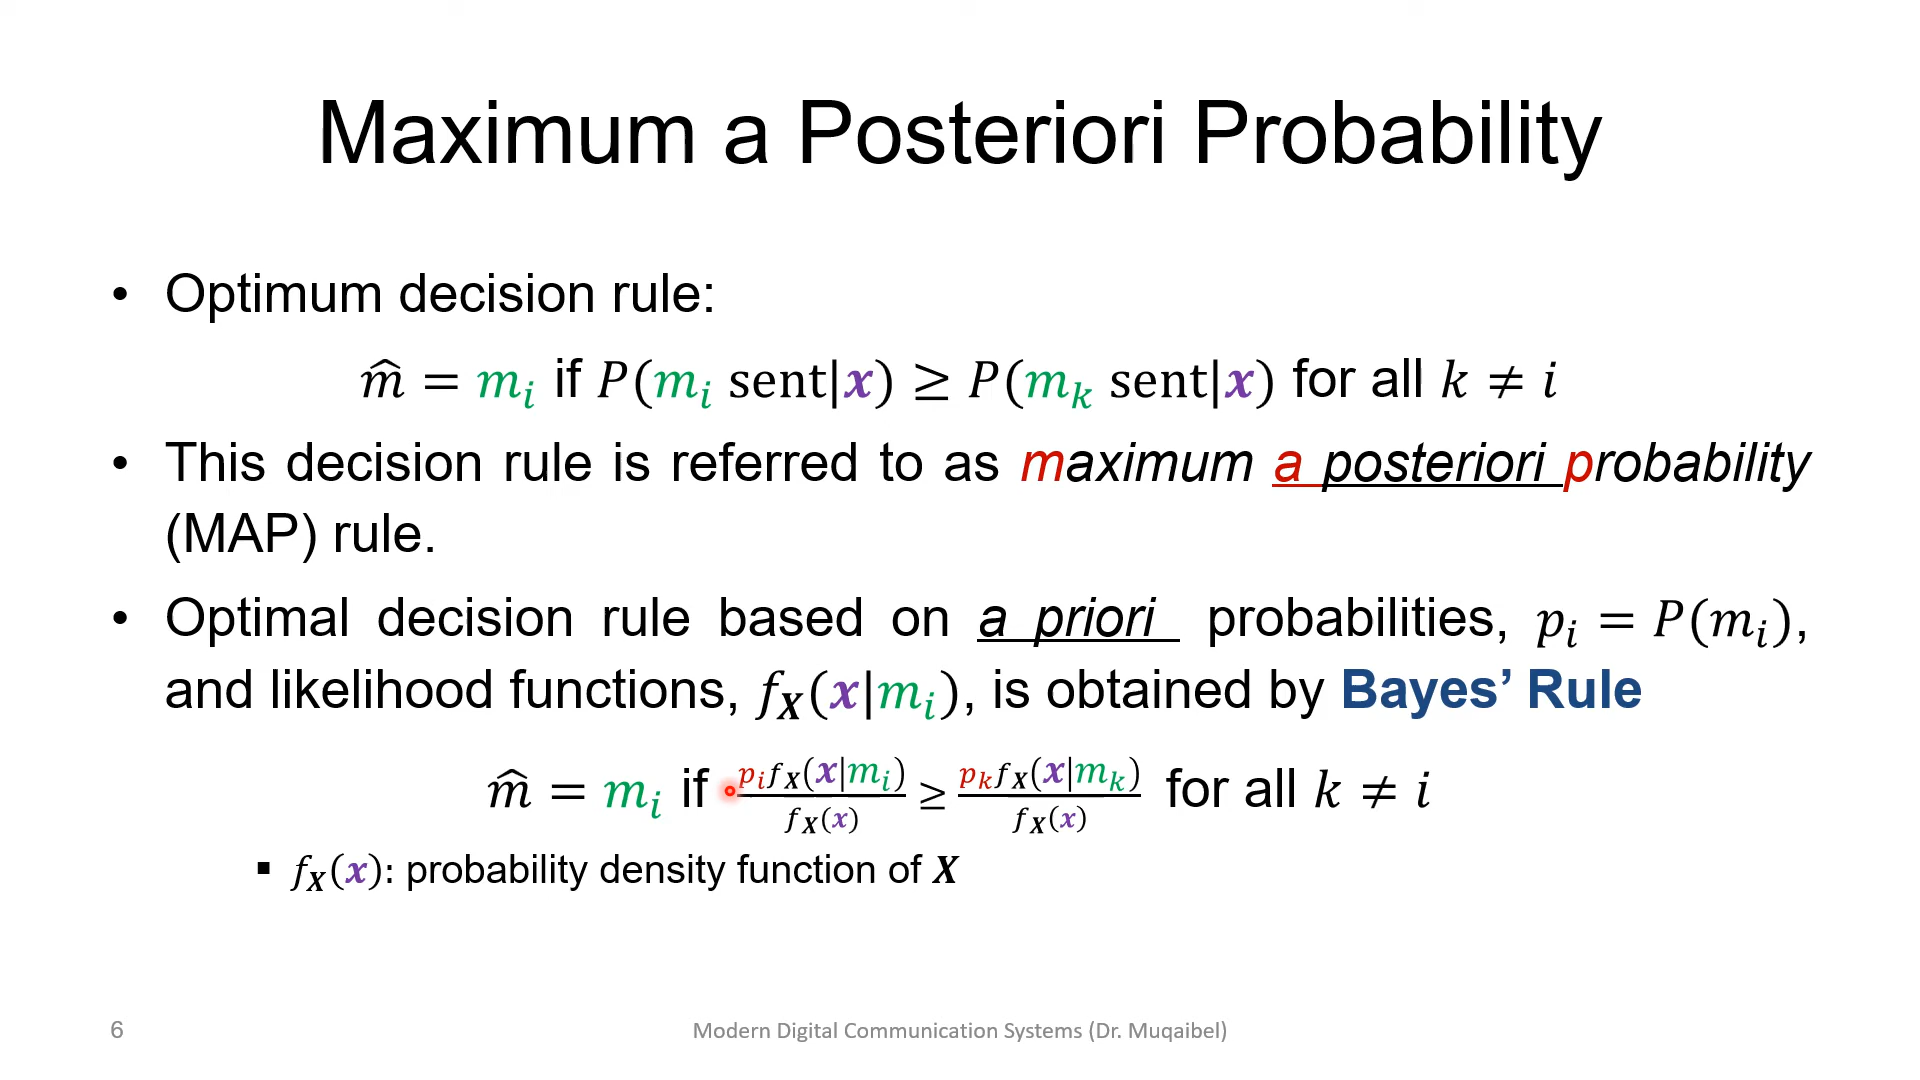 Maximum a Posteriori Probability
• Optimum decision rule:
m̂ = mᵢ if P(mᵢ sent|x) ≥ P(mₖ sent|x) for all k ≠ i
• This decision rule is referred to as maximum a posteriori probability
(MAP) rule.
• Optimal decision rule based on a priori probabilities, pᵢ = P(mᵢ),
and likelihood functions, f_X(x|mᵢ), is obtained by Bayes’ Rule
m̂ = mᵢ if pᵢf_X(x|mᵢ)/f_X(x) ≥ pₖf_X(x|mₖ)/f_X(x) for all k ≠ i
▪ f_X(x): probability density function of X
6 Modern Digital Communication Systems (Dr. Muqaibel)